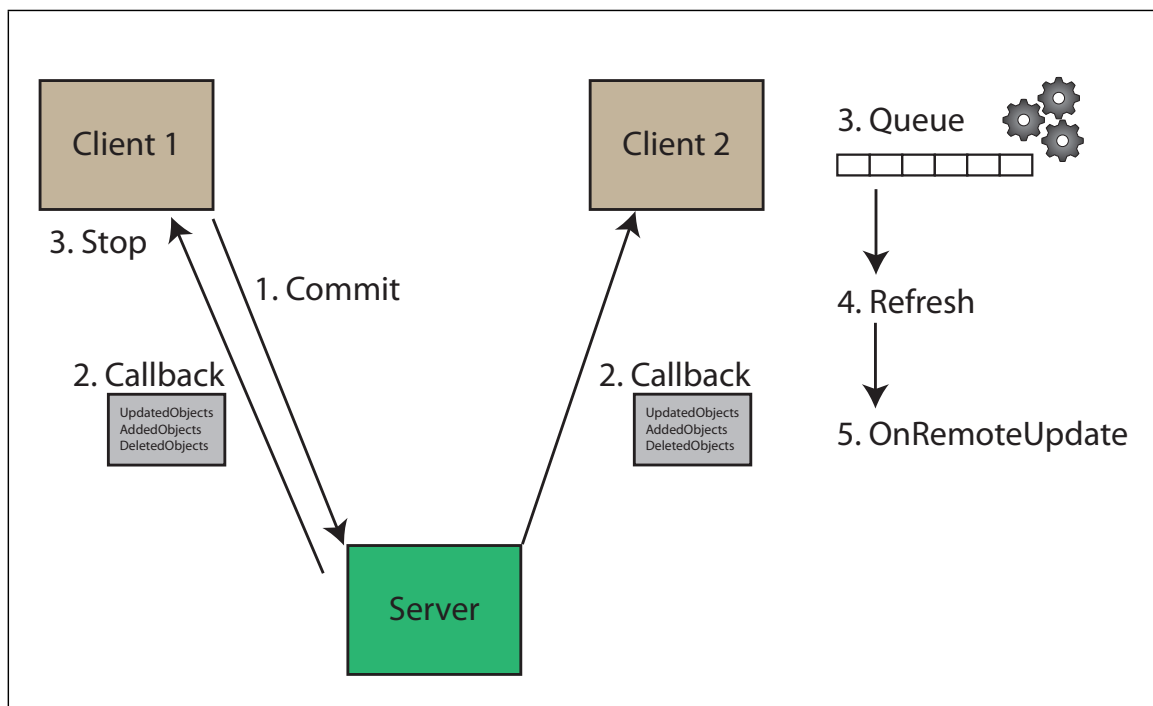 Client 1
Client 2
3. Queue
3. Stop
1. Commit
4. Refresh
2. Callback
UpdatedObjects
AddedObjects
DeletedObjects
2. Callback
UpdatedObjects
AddedObjects
DeletedObjects
5. OnRemoteUpdate
Server